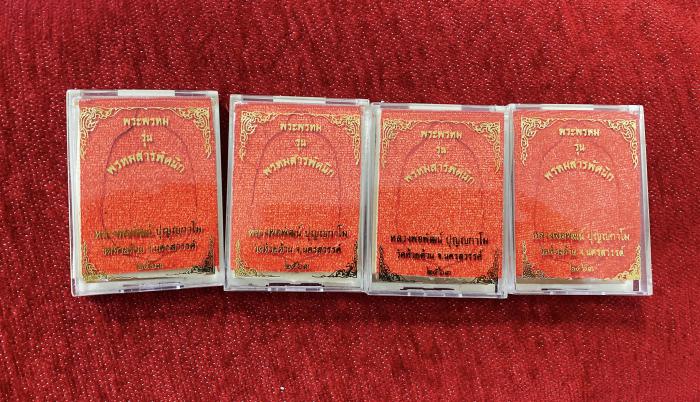 พระพรหม
รุ่น
พรหมสารพัดนึก
หลวงพ่อพัฒน์ ปุญญกาโม
วัดห้วยด้วน จ.นครสวรรค์
๒๕๖๓
พระพรหม
รุ่น
พรหมสารพัดนึก
หลวงพ่อพัฒน์ ปุญญกาโม
วัดห้วยด้วน จ.นครสวรรค์
๒๕๖๓
พระพรหม
รุ่น
พรหมสารพัดนึก
หลวงพ่อพัฒน์ ปุญญกาโม
วัดห้วยด้วน จ.นครสวรรค์
๒๕๖๓
พระพรหม
รุ่น
พรหมสารพัดนึก
หลวงพ่อพัฒน์ ปุญญกาโม
วัดห้วยด้วน จ.นครสวรรค์
๒๕๖๓